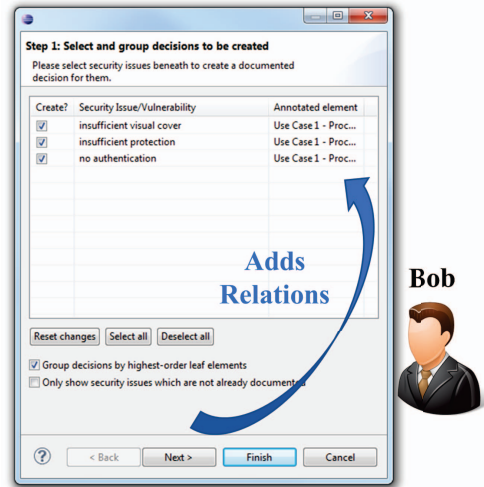 Step 1: Select and group decisions to be created
Please select security issues beneath to create a documented
decision for them.
Create? Security Issue/Vulnerability Annotated element
insufficient visual cover Use Case 1 - Proc...
insufficient protection Use Case 1 - Proc...
no authentication Use Case 1 - Proc...
Adds
Relations
Bob
Reset changes Select all Deselect all
Group decisions by highest-order leaf elements
Only show security issues which are not already documented
? < Back Next > Finish Cancel